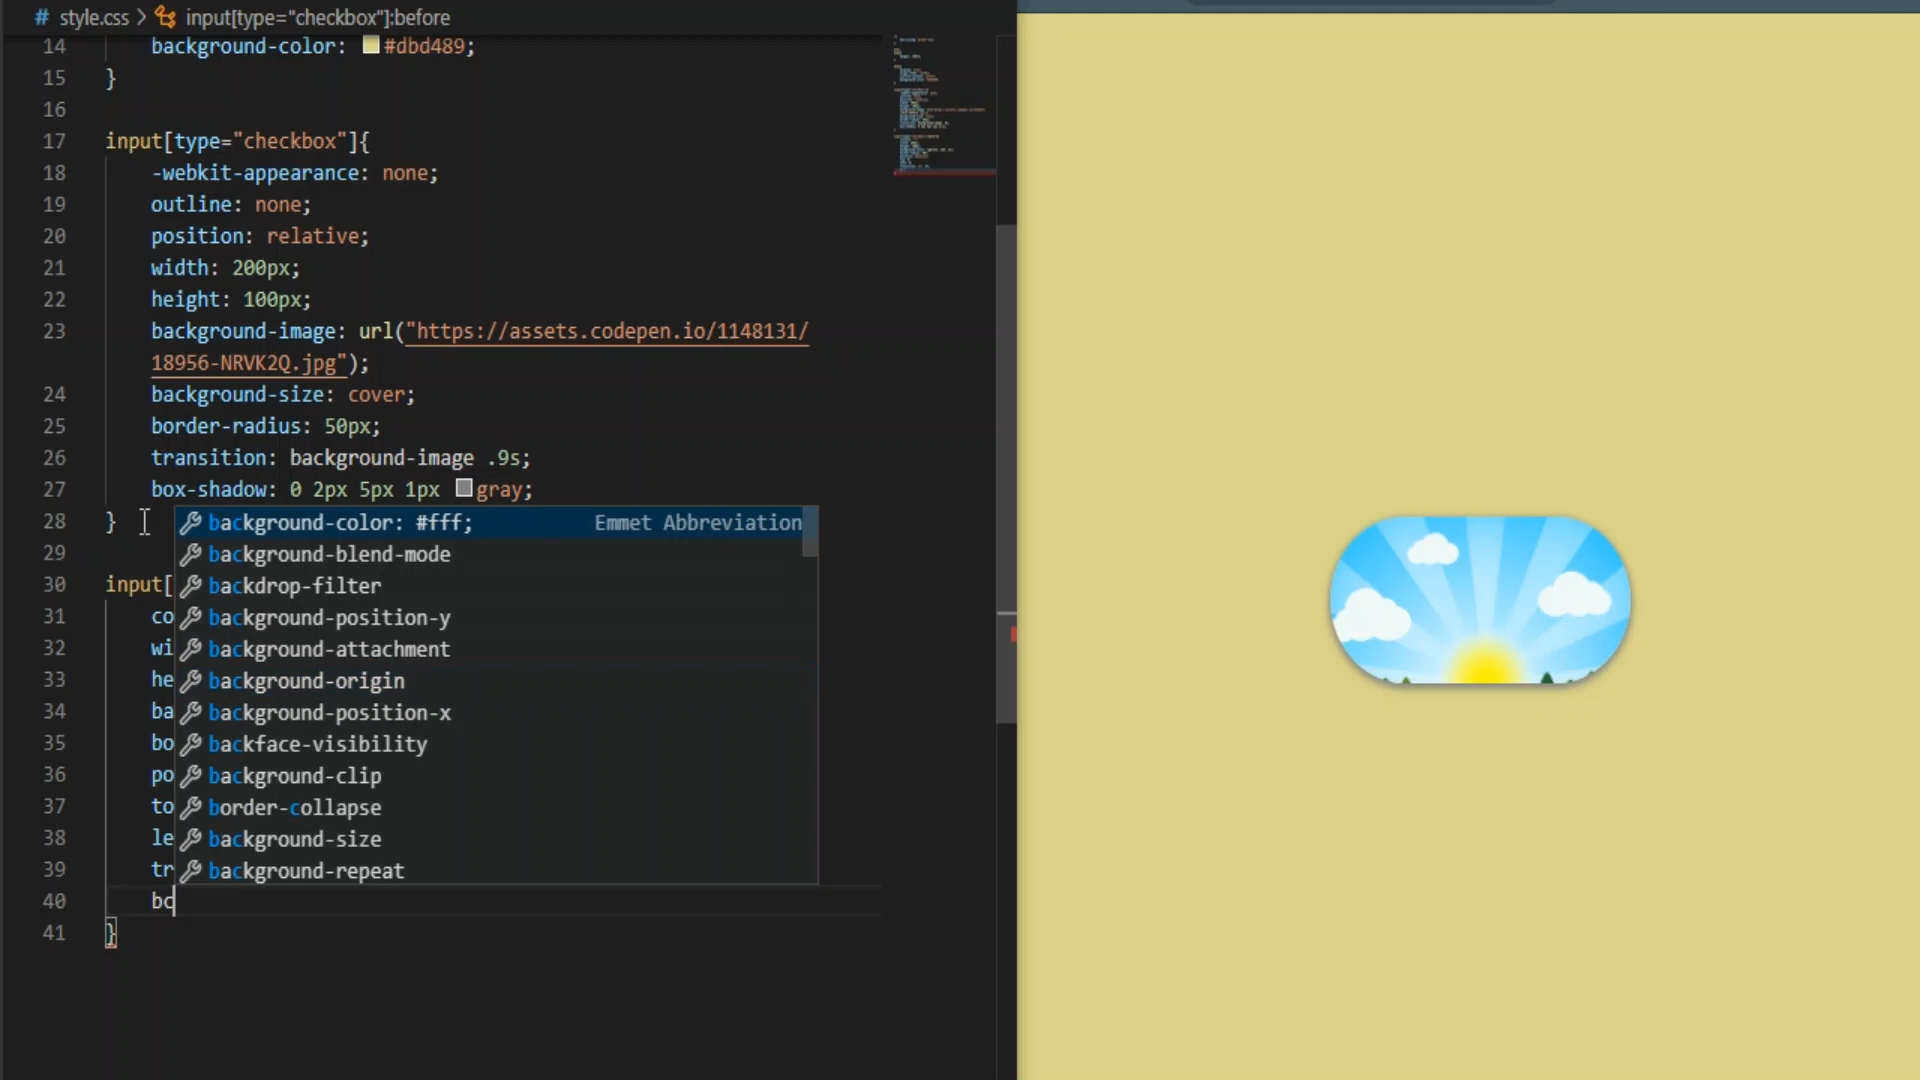 # style.css > input[type="checkbox"]:before
14 background-color: #dbd489;
15 }
16
17 input[type="checkbox"]{
18 -webkit-appearance: none;
19 outline: none;
20 position: relative;
21 width: 200px;
22 height: 100px;
23 background-image: url("https://assets.codepen.io/1148131/
18956-NRVK2Q.jpg");
24 background-size: cover;
25 border-radius: 50px;
26 transition: background-image .9s;
27 box-shadow: 0 2px 5px 1px gray;
28 } background-color: #fff; Emmet Abbreviation
29 background-blend-mode
30 input[ backdrop-filter
31 co background-position-y
32 wi background-attachment
33 he background-origin
34 ba background-position-x
35 bo backface-visibility
36 po background-clip
37 to border-collapse
38 le background-size
39 tr background-repeat
40 bc
41 }